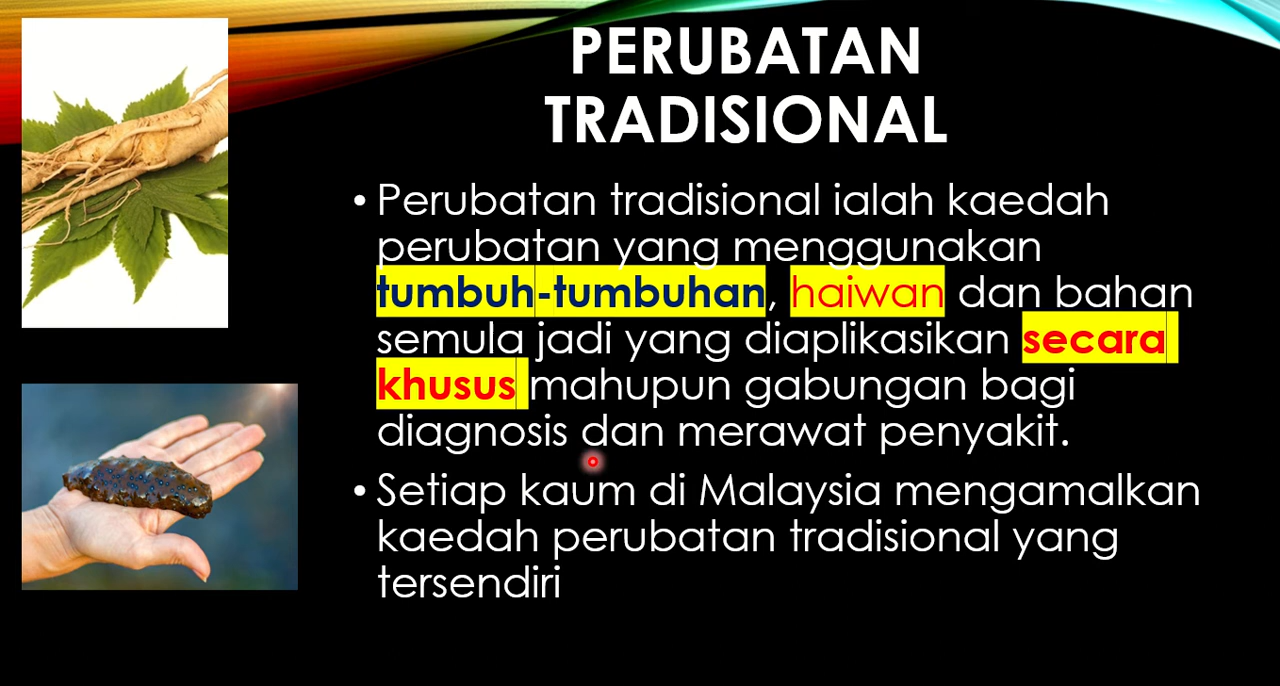 PERUBATAN
TRADISIONAL
• Perubatan tradisional ialah kaedah
perubatan yang menggunakan
tumbuh-tumbuhan, haiwan dan bahan
semula jadi yang diaplikasikan secara
khusus mahupun gabungan bagi
diagnosis dan merawat penyakit.
• Setiap kaum di Malaysia mengamalkan
kaedah perubatan tradisional yang
tersendiri